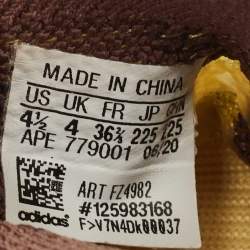 MADE IN CHINA
US UK FR JP CHN
4½ 4 36⅔ 225 225
APE 779001 06/20
ART FZ4982
#125983168
F>V7N4DK00037
adidas